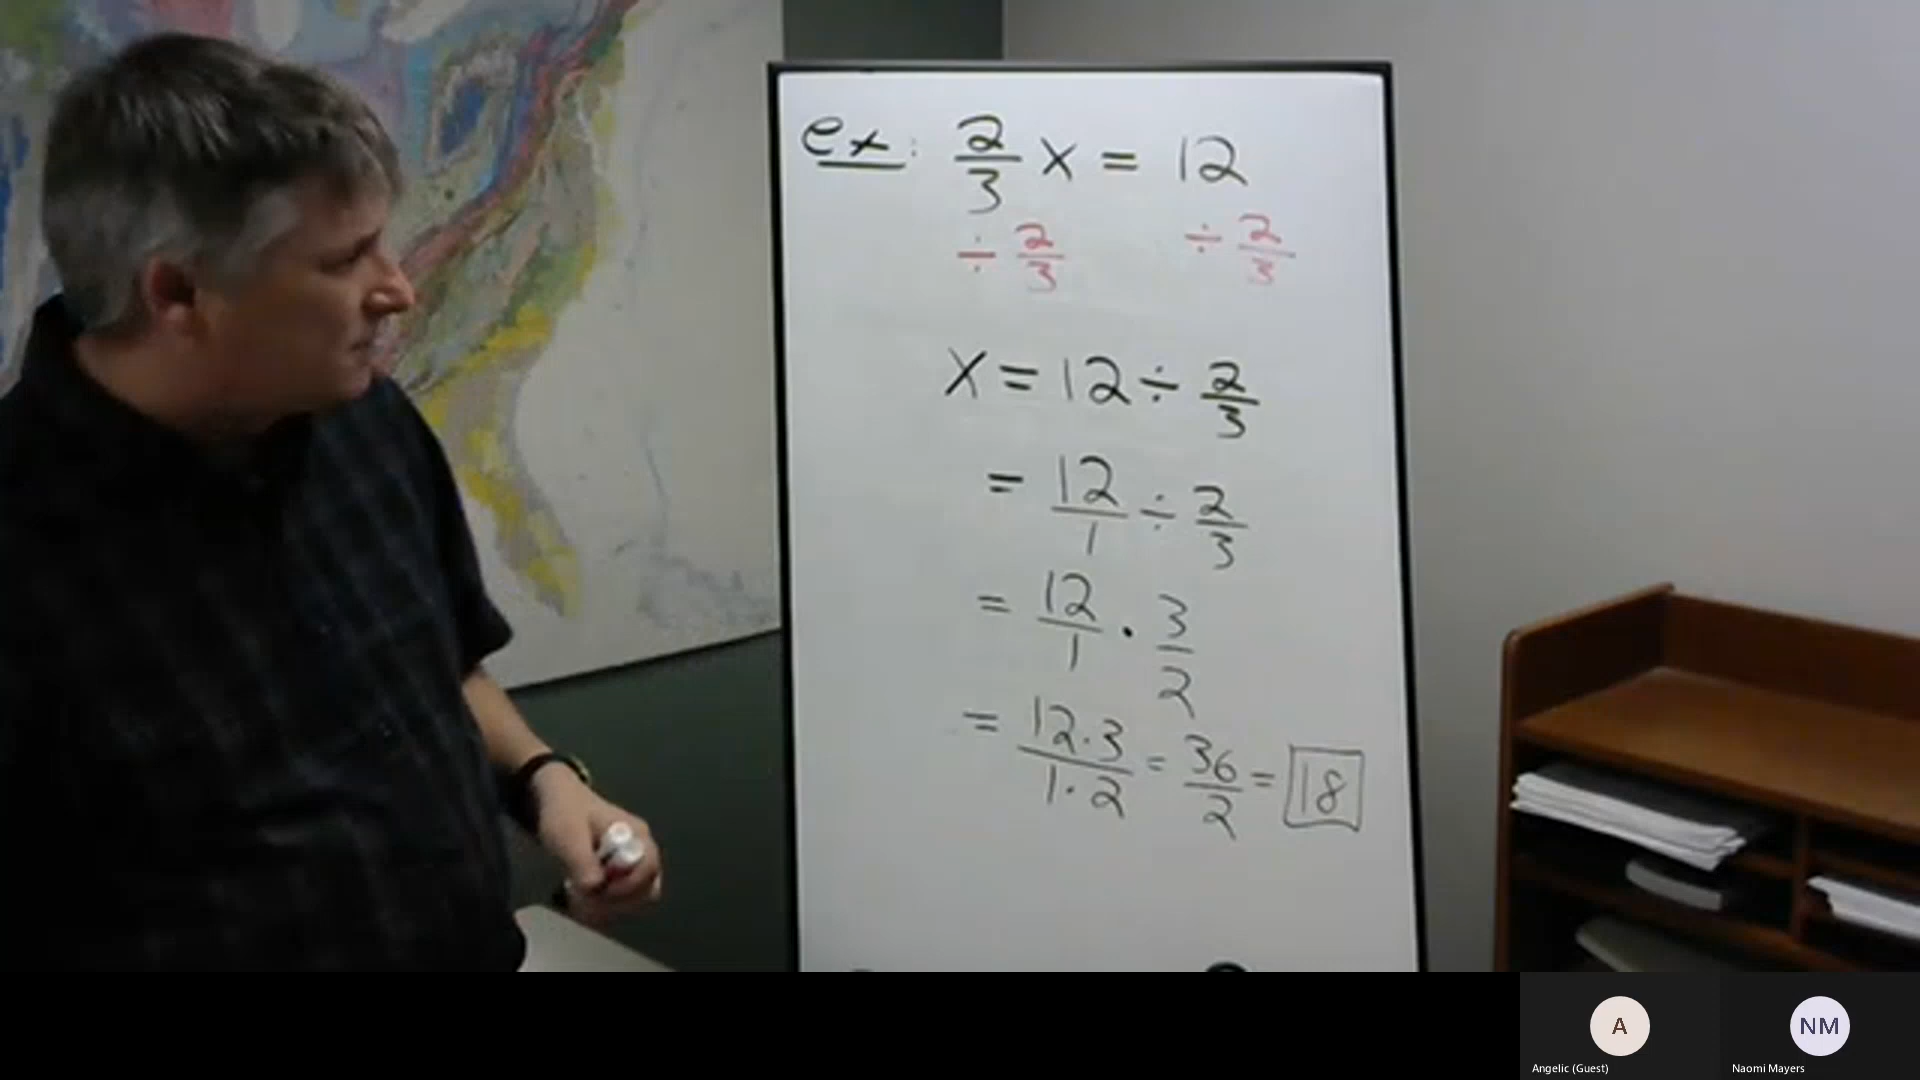 ex: 2/3 x = 12
÷ 2/3 ÷ 2/3
x = 12 ÷ 2/3
= 12/1 ÷ 2/3
= 12/1 · 3/2
= 12·3/1·2 = 36/2 = 18
A
NM
Angelic (Guest)
Naomi Mayers